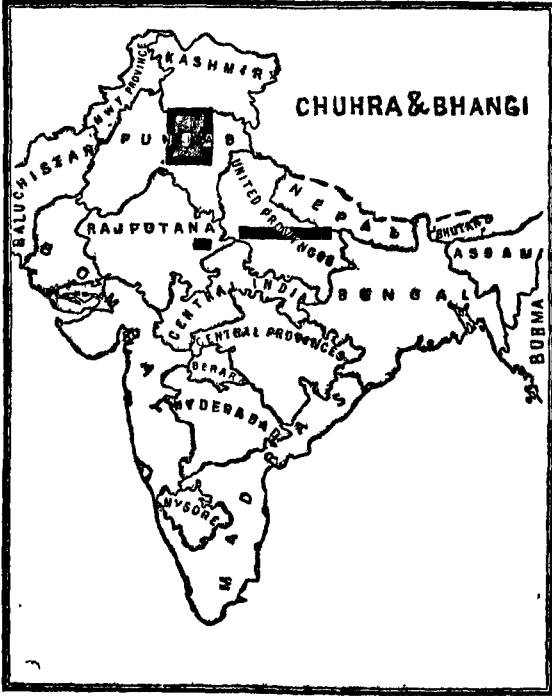 KASHMIR
N.W.F. PROVINCE
CHUHRA & BHANGI
PUNJAB
BALUCHISTAN
UNITED PROVINCES
NEPAL
RAJPUTANA
BHUTAN
ASSAM
CENTRAL INDIA
BENGAL
BOMBAY
BURMA
CENTRAL PROVINCES
BERAR
HYDERABAD
MYSORE
MADRAS